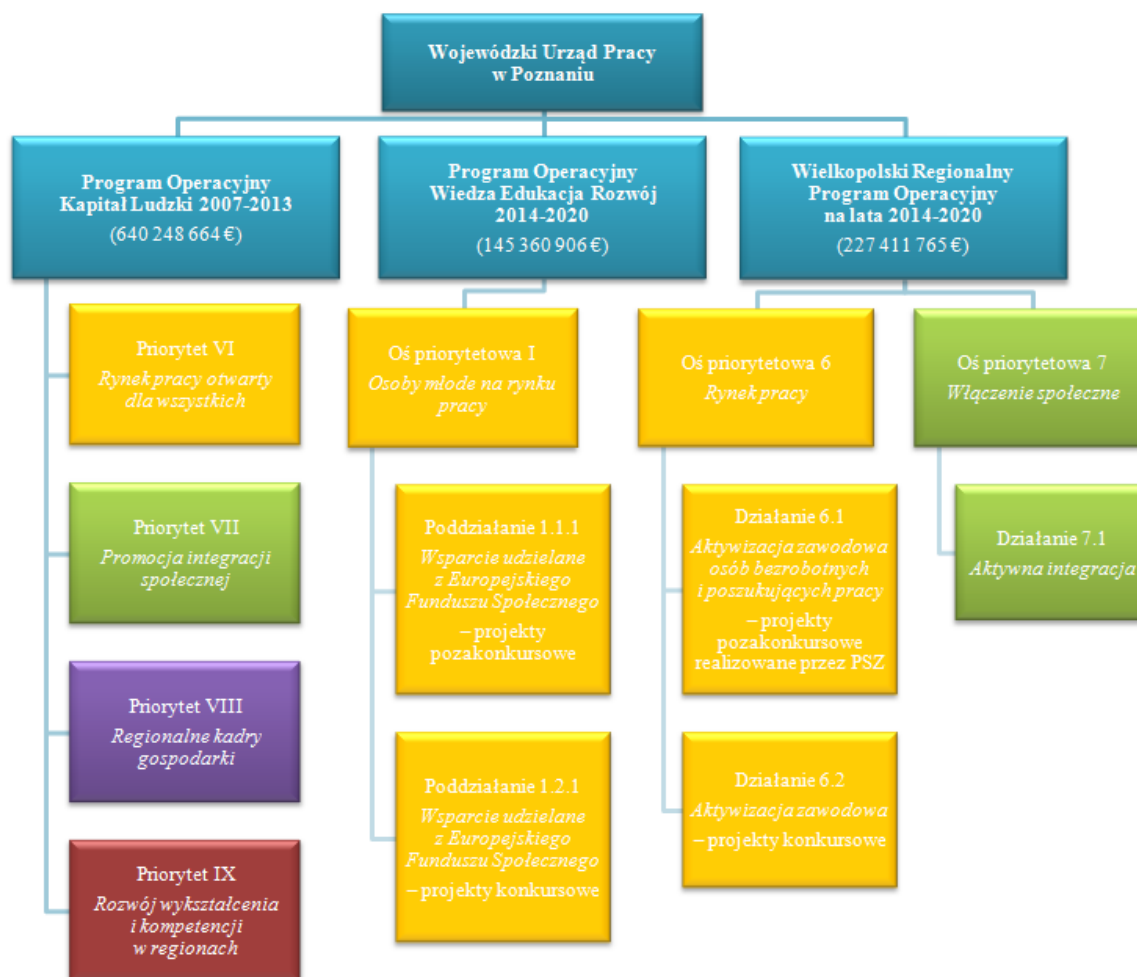 Wojewódzki Urząd Pracy
w Poznaniu
Program Operacyjny
Kapitał Ludzki 2007-2013
(640 248 664 €)
Program Operacyjny
Wiedza Edukacja Rozwój
2014-2020
(145 360 906 €)
Wielkopolski Regionalny
Program Operacyjny
na lata 2014-2020
(227 411 765 €)
Priorytet VI
Rynek pracy otwarty
dla wszystkich
Priorytet VII
Promocja integracji
społecznej
Priorytet VIII
Regionalne kadry
gospodarki
Priorytet IX
Rozwój wykształcenia
i kompetencji
w regionach
Oś priorytetowa I
Osoby młode na rynku
pracy
Poddziałanie 1.1.1
Wsparcie udzielane
z Europejskiego
Funduszu Społecznego
– projekty
pozakonkursowe
Poddziałanie 1.2.1
Wsparcie udzielane
z Europejskiego
Funduszu Społecznego
– projekty konkursowe
Oś priorytetowa 6
Rynek pracy
Działanie 6.1
Aktywizacja zawodowa
osób bezrobotnych
i poszukujących pracy
– projekty
pozakonkursowe
realizowane przez PSZ
Działanie 6.2
Aktywizacja zawodowa
– projekty konkursowe
Oś priorytetowa 7
Włączenie społeczne
Działanie 7.1
Aktywna integracja